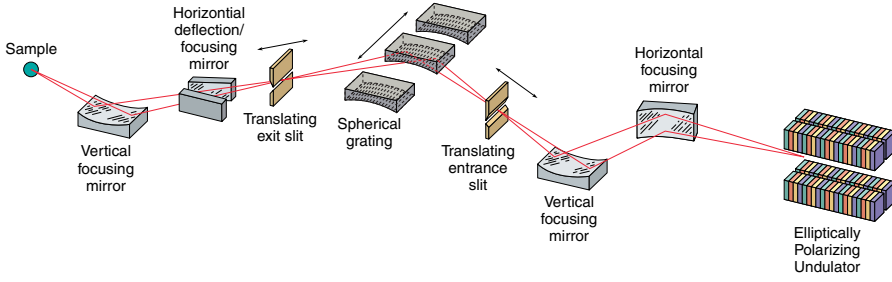 Sample
Horizontial
deflection/
focusing
mirror
Vertical
focusing
mirror
Translating
exit slit
Spherical
grating
Translating
entrance
slit
Horizontal
focusing
mirror
Vertical
focusing
mirror
Elliptically
Polarizing
Undulator